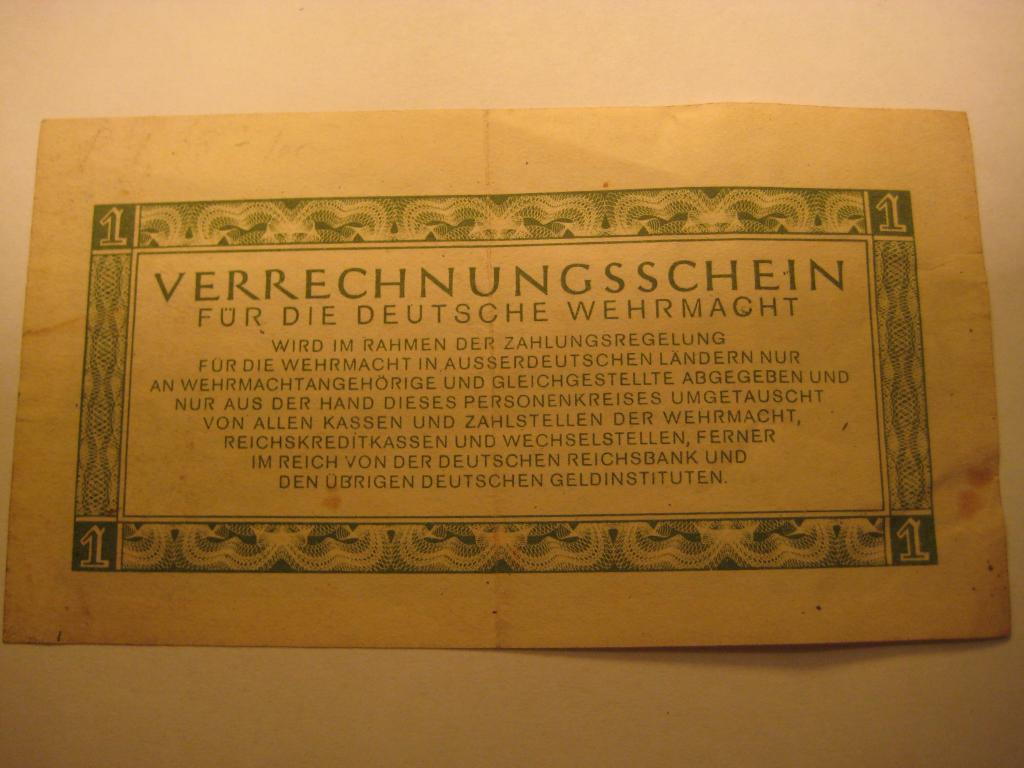 1 1
VERRECHNUNGSSCHEIN
FÜR DIE DEUTSCHE WEHRMACHT
WIRD IM RAHMEN DER ZAHLUNGSREGELUNG
FÜR DIE WEHRMACHT IN AUSSERDEUTSCHEN LÄNDERN NUR
AN WEHRMACHTANGEHÖRIGE UND GLEICHGESTELLTE ABGEGEBEN UND
NUR AUS DER HAND DIESES PERSONENKREISES UMGETAUSCHT
VON ALLEN KASSEN UND ZAHLSTELLEN DER WEHRMACHT,
REICHSKREDITKASSEN UND WECHSELSTELLEN, FERNER
IM REICH VON DER DEUTSCHEN REICHSBANK UND
DEN ÜBRIGEN DEUTSCHEN GELDINSTITUTEN.
1 1